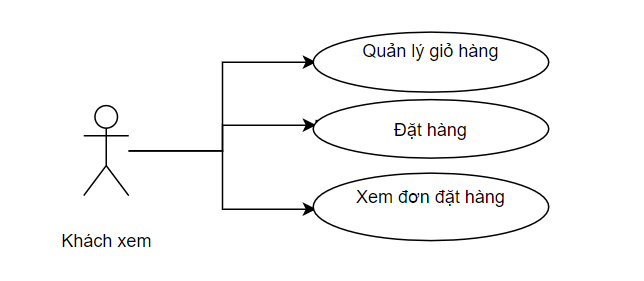 Quản lý giỏ hàng
Đặt hàng
Xem đơn đặt hàng
Khách xem